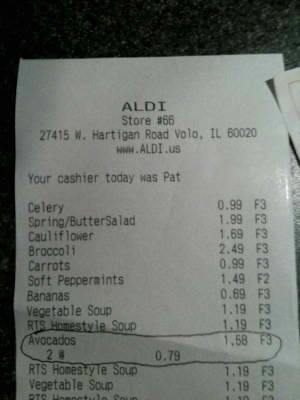 ALDI
Store #66
27415 W. Hartigan Road Volo, IL 60020
www.ALDI.us
Your cashier today was Pat
Celery 0.99 F3
Spring/ButterSalad 1.99 F3
Cauliflower 1.69 F3
Broccoli 2.49 F3
Carrots 0.99 F3
Soft Peppermints 1.49 F2
Bananas 0.69 F3
Vegetable Soup 1.19 F3
RTS Homestyle Soup 1.19 F3
Avocados 1.58 F3
2 @ 0.79
RTS Homestyle Soup 1.19 F3
Vegetable Soup 1.19 F3
RTS Homestyle Soup